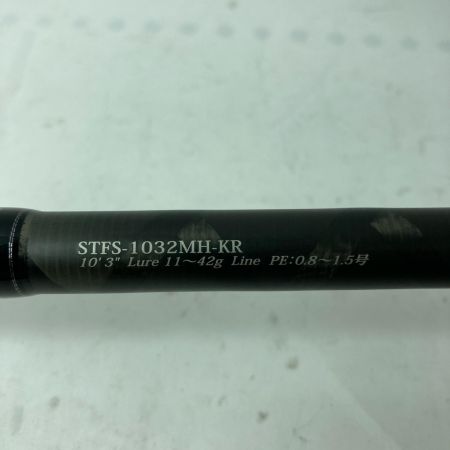 STFS-1032MH-KR
10' 3" Lure 11〜42g Line PE:0.8〜1.5号